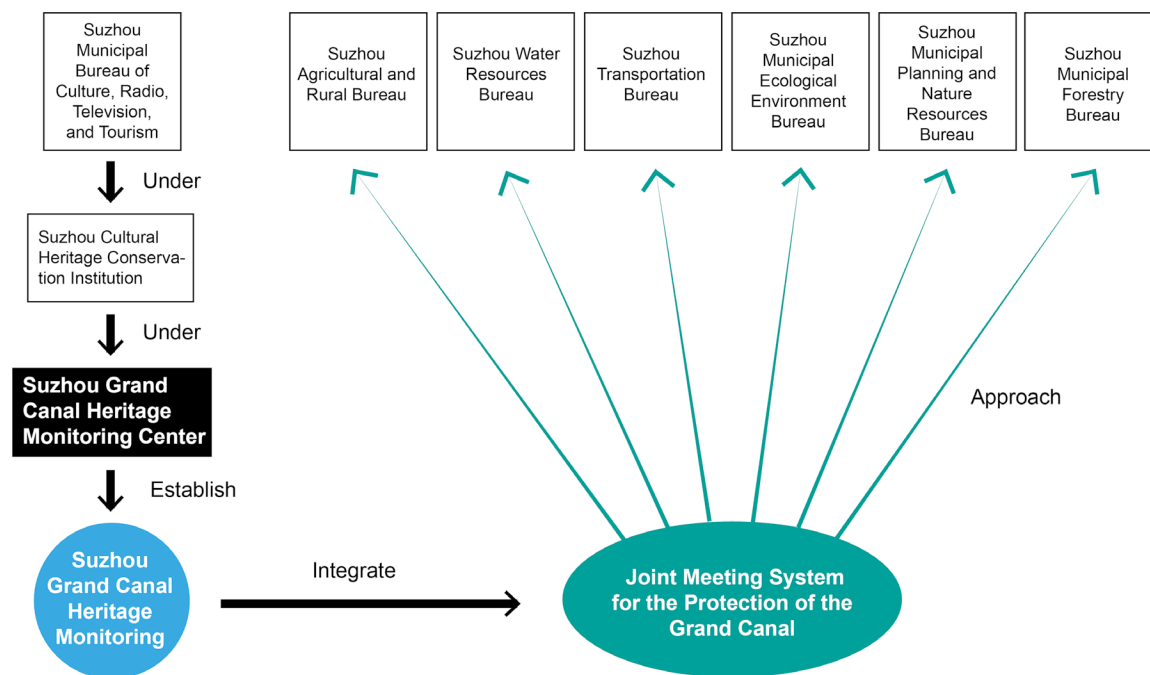 Suzhou
Municipal
Bureau of
Culture, Radio,
Television,
and Tourism
Suzhou
Agricultural and
Rural Bureau
Suzhou Water
Resources
Bureau
Suzhou
Transportation
Bureau
Suzhou
Municipal
Ecological
Environment
Bureau
Suzhou
Municipal
Planning and
Nature
Resources
Bureau
Suzhou
Municipal
Forestry
Bureau
Under
Suzhou Cultural
Heritage Conserva-
tion Institution
Under
Suzhou Grand
Canal Heritage
Monitoring Center
Approach
Establish
Suzhou
Grand Canal
Heritage
Monitoring
Integrate
Joint Meeting System
for the Protection of the
Grand Canal